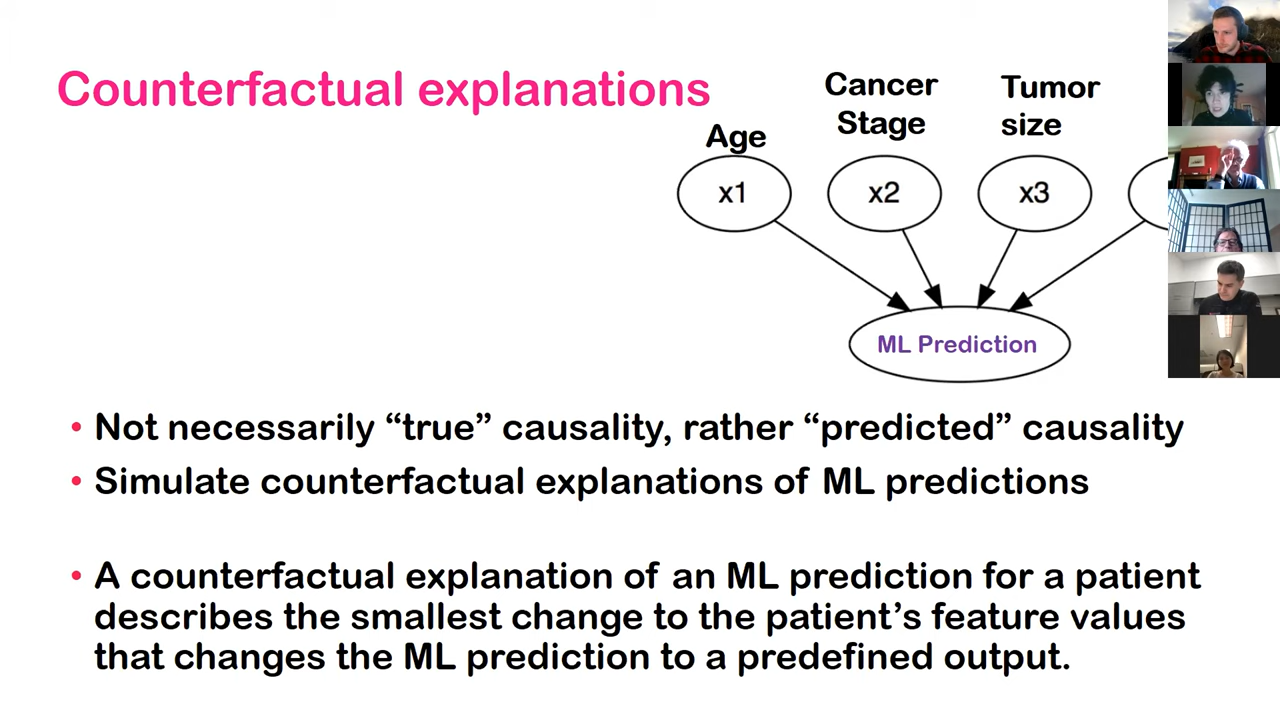 Counterfactual explanations
Age
Cancer
Stage
Tumor
size
x1
x2
x3
ML Prediction
• Not necessarily “true” causality, rather “predicted” causality
• Simulate counterfactual explanations of ML predictions
• A counterfactual explanation of an ML prediction for a patient
describes the smallest change to the patient’s feature values
that changes the ML prediction to a predefined output.